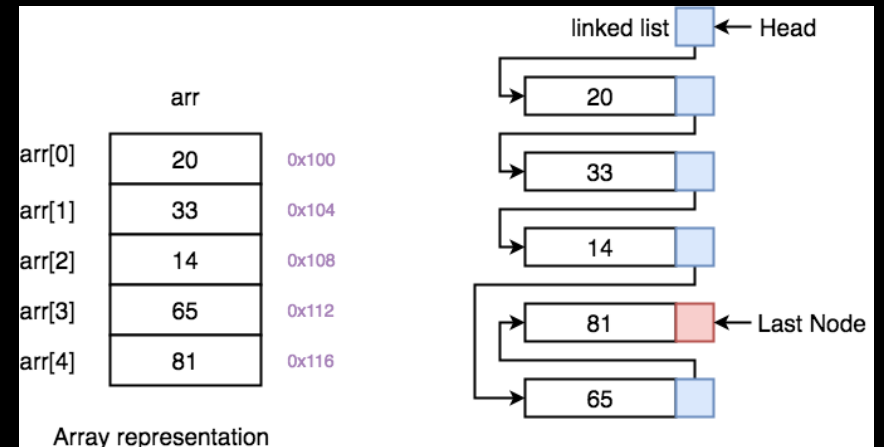 arr
arr[0] 20 0x100
arr[1] 33 0x104
arr[2] 14 0x108
arr[3] 65 0x112
arr[4] 81 0x116
Array representation
linked list Head
20
33
14
81 Last Node
65